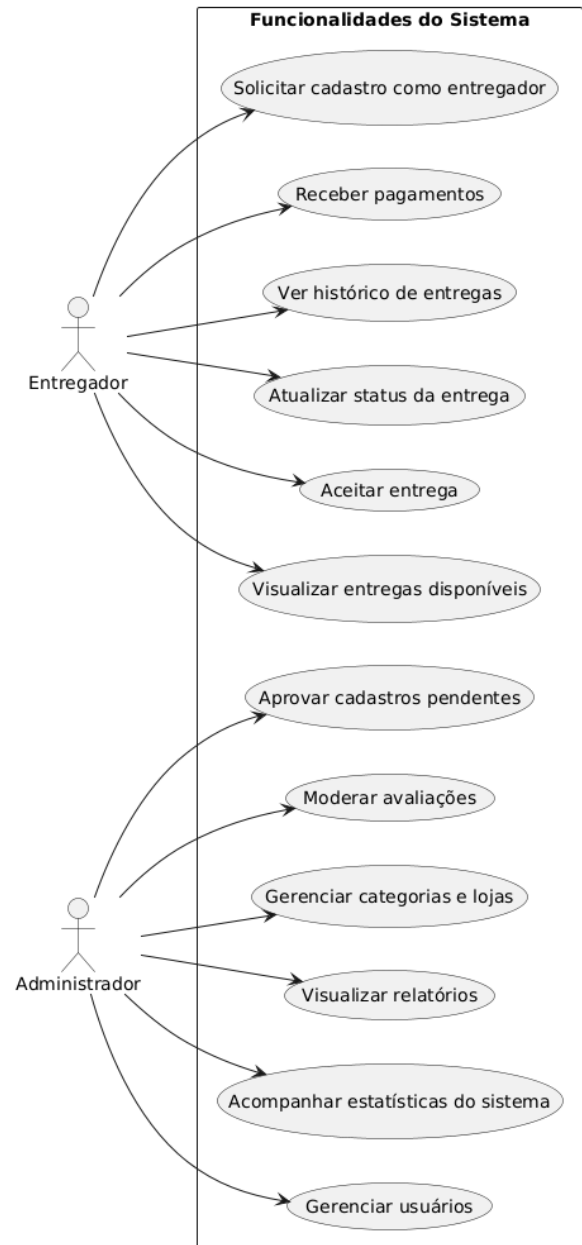 Funcionalidades do Sistema
Solicitar cadastro como entregador
Receber pagamentos
Ver histórico de entregas
Entregador
Atualizar status da entrega
Aceitar entrega
Visualizar entregas disponíveis
Aprovar cadastros pendentes
Moderar avaliações
Gerenciar categorias e lojas
Administrador
Visualizar relatórios
Acompanhar estatísticas do sistema
Gerenciar usuários